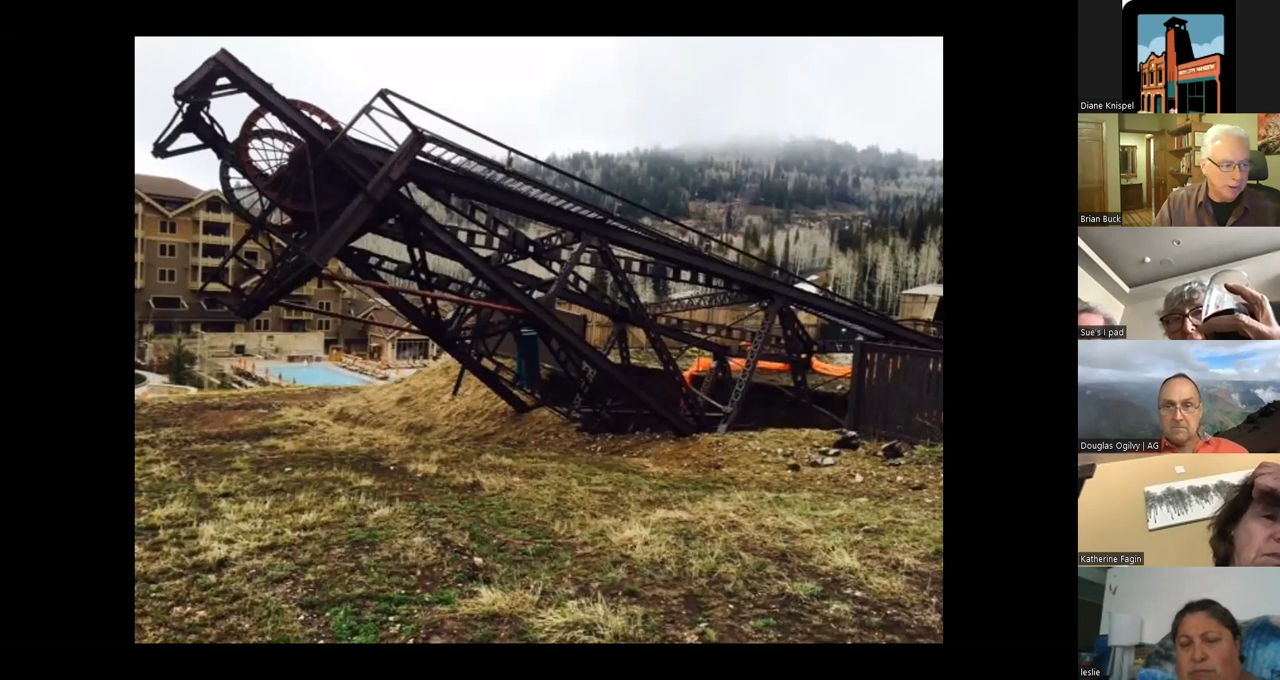 Diane Knispel
Brian Buck
Sue's I pad
Douglas Ogilvy | AG
Katherine Fagin
leslie